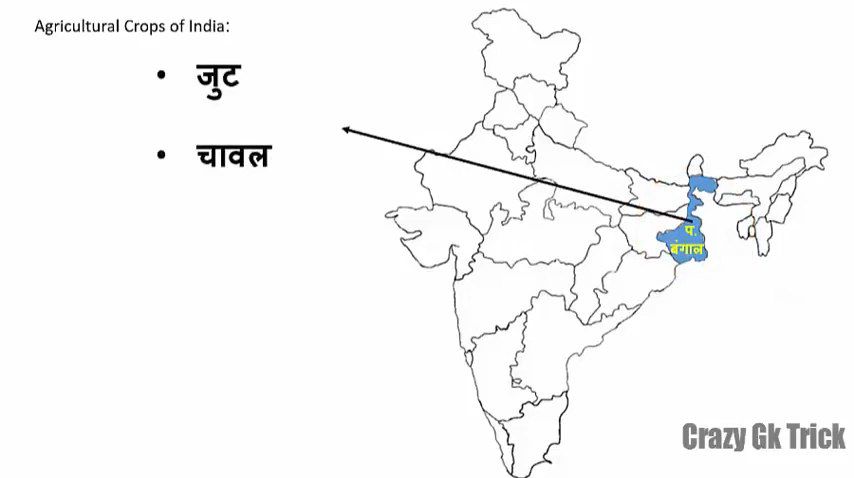 Agricultural Crops of India:
• जुट
• चावल
प.
बंगाल
Crazy Gk Trick